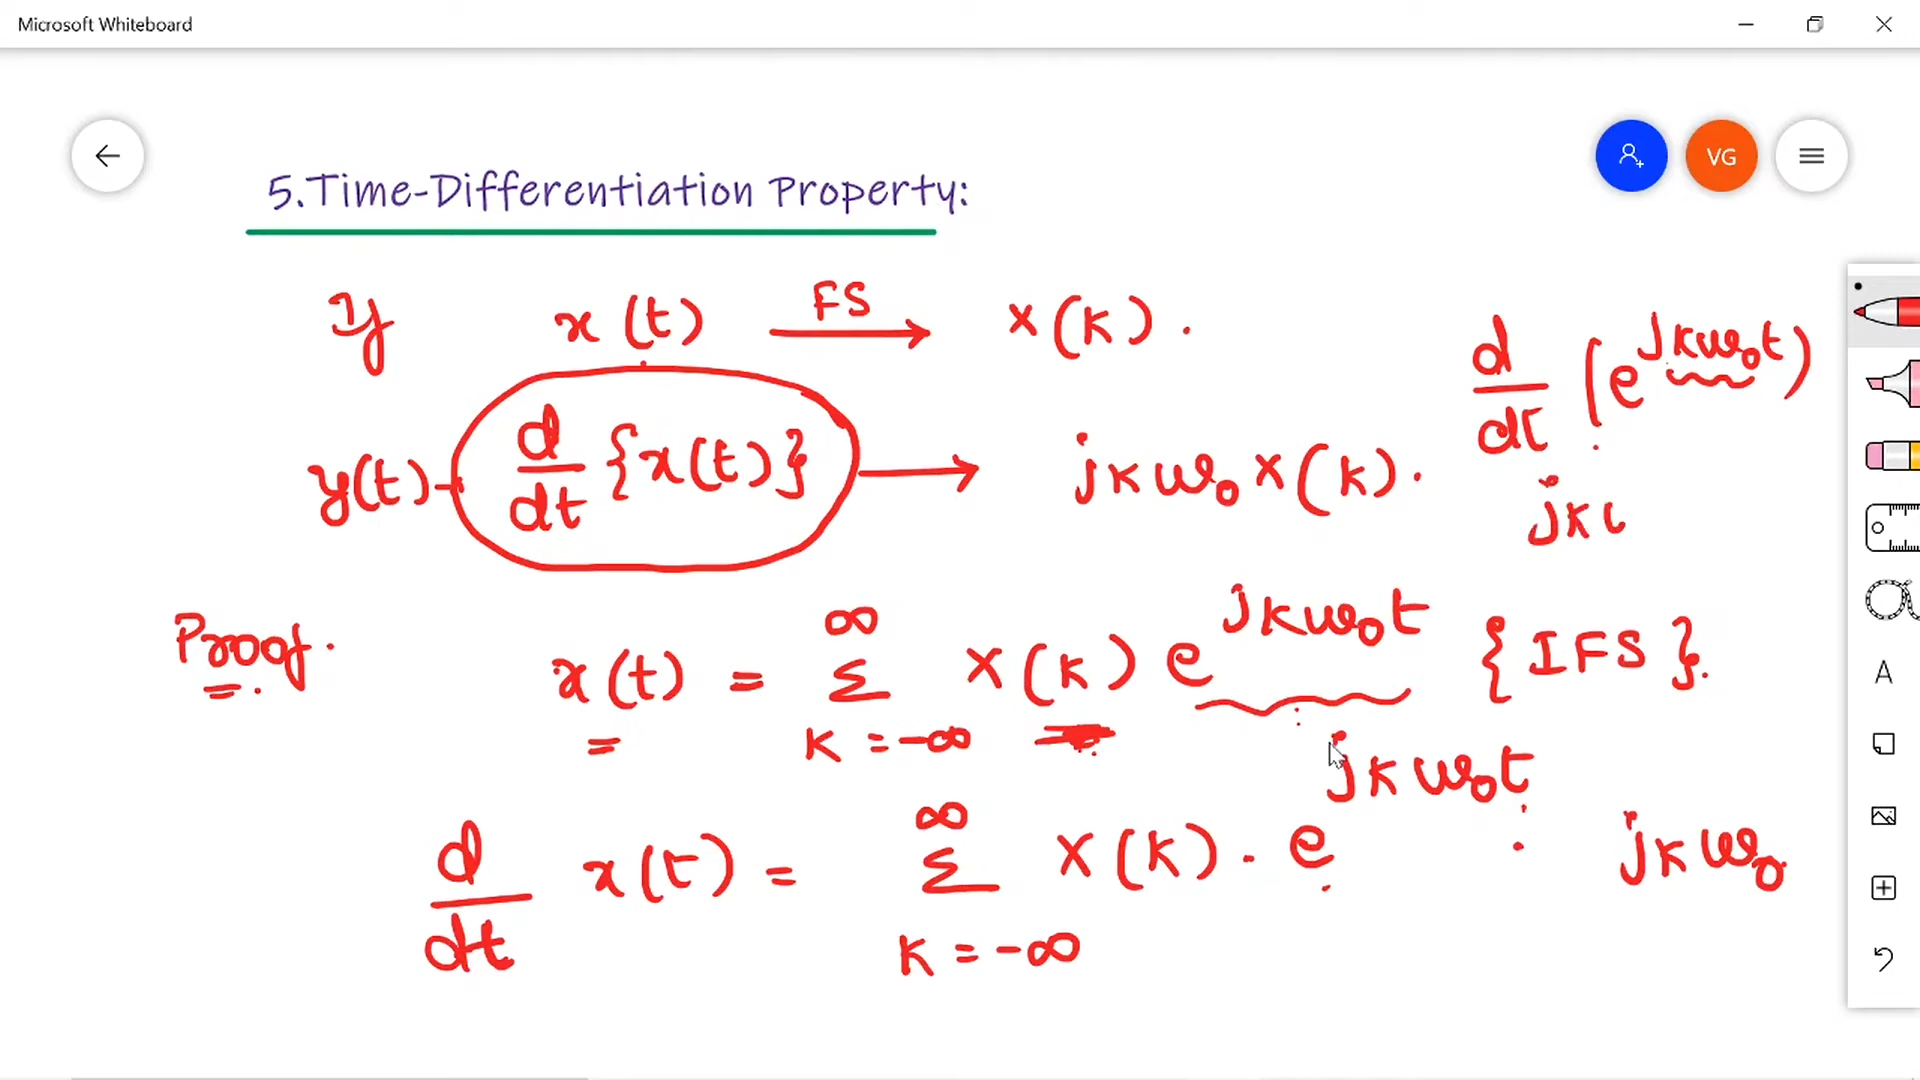 Microsoft Whiteboard
VG
5.Time-Differentiation Property:
If x(t) FS→ X(k).
y(t) - d/dt {x(t)} → jkω₀ X(k).
d/dt (e^jkω₀t)
jk
Proof. x(t) = ∞ Σ k=-∞ X(k) e^jkω₀t {IFS}.
d/dt x(t) = ∞ Σ k=-∞ X(k) · e^jkω₀t · jkω₀
A